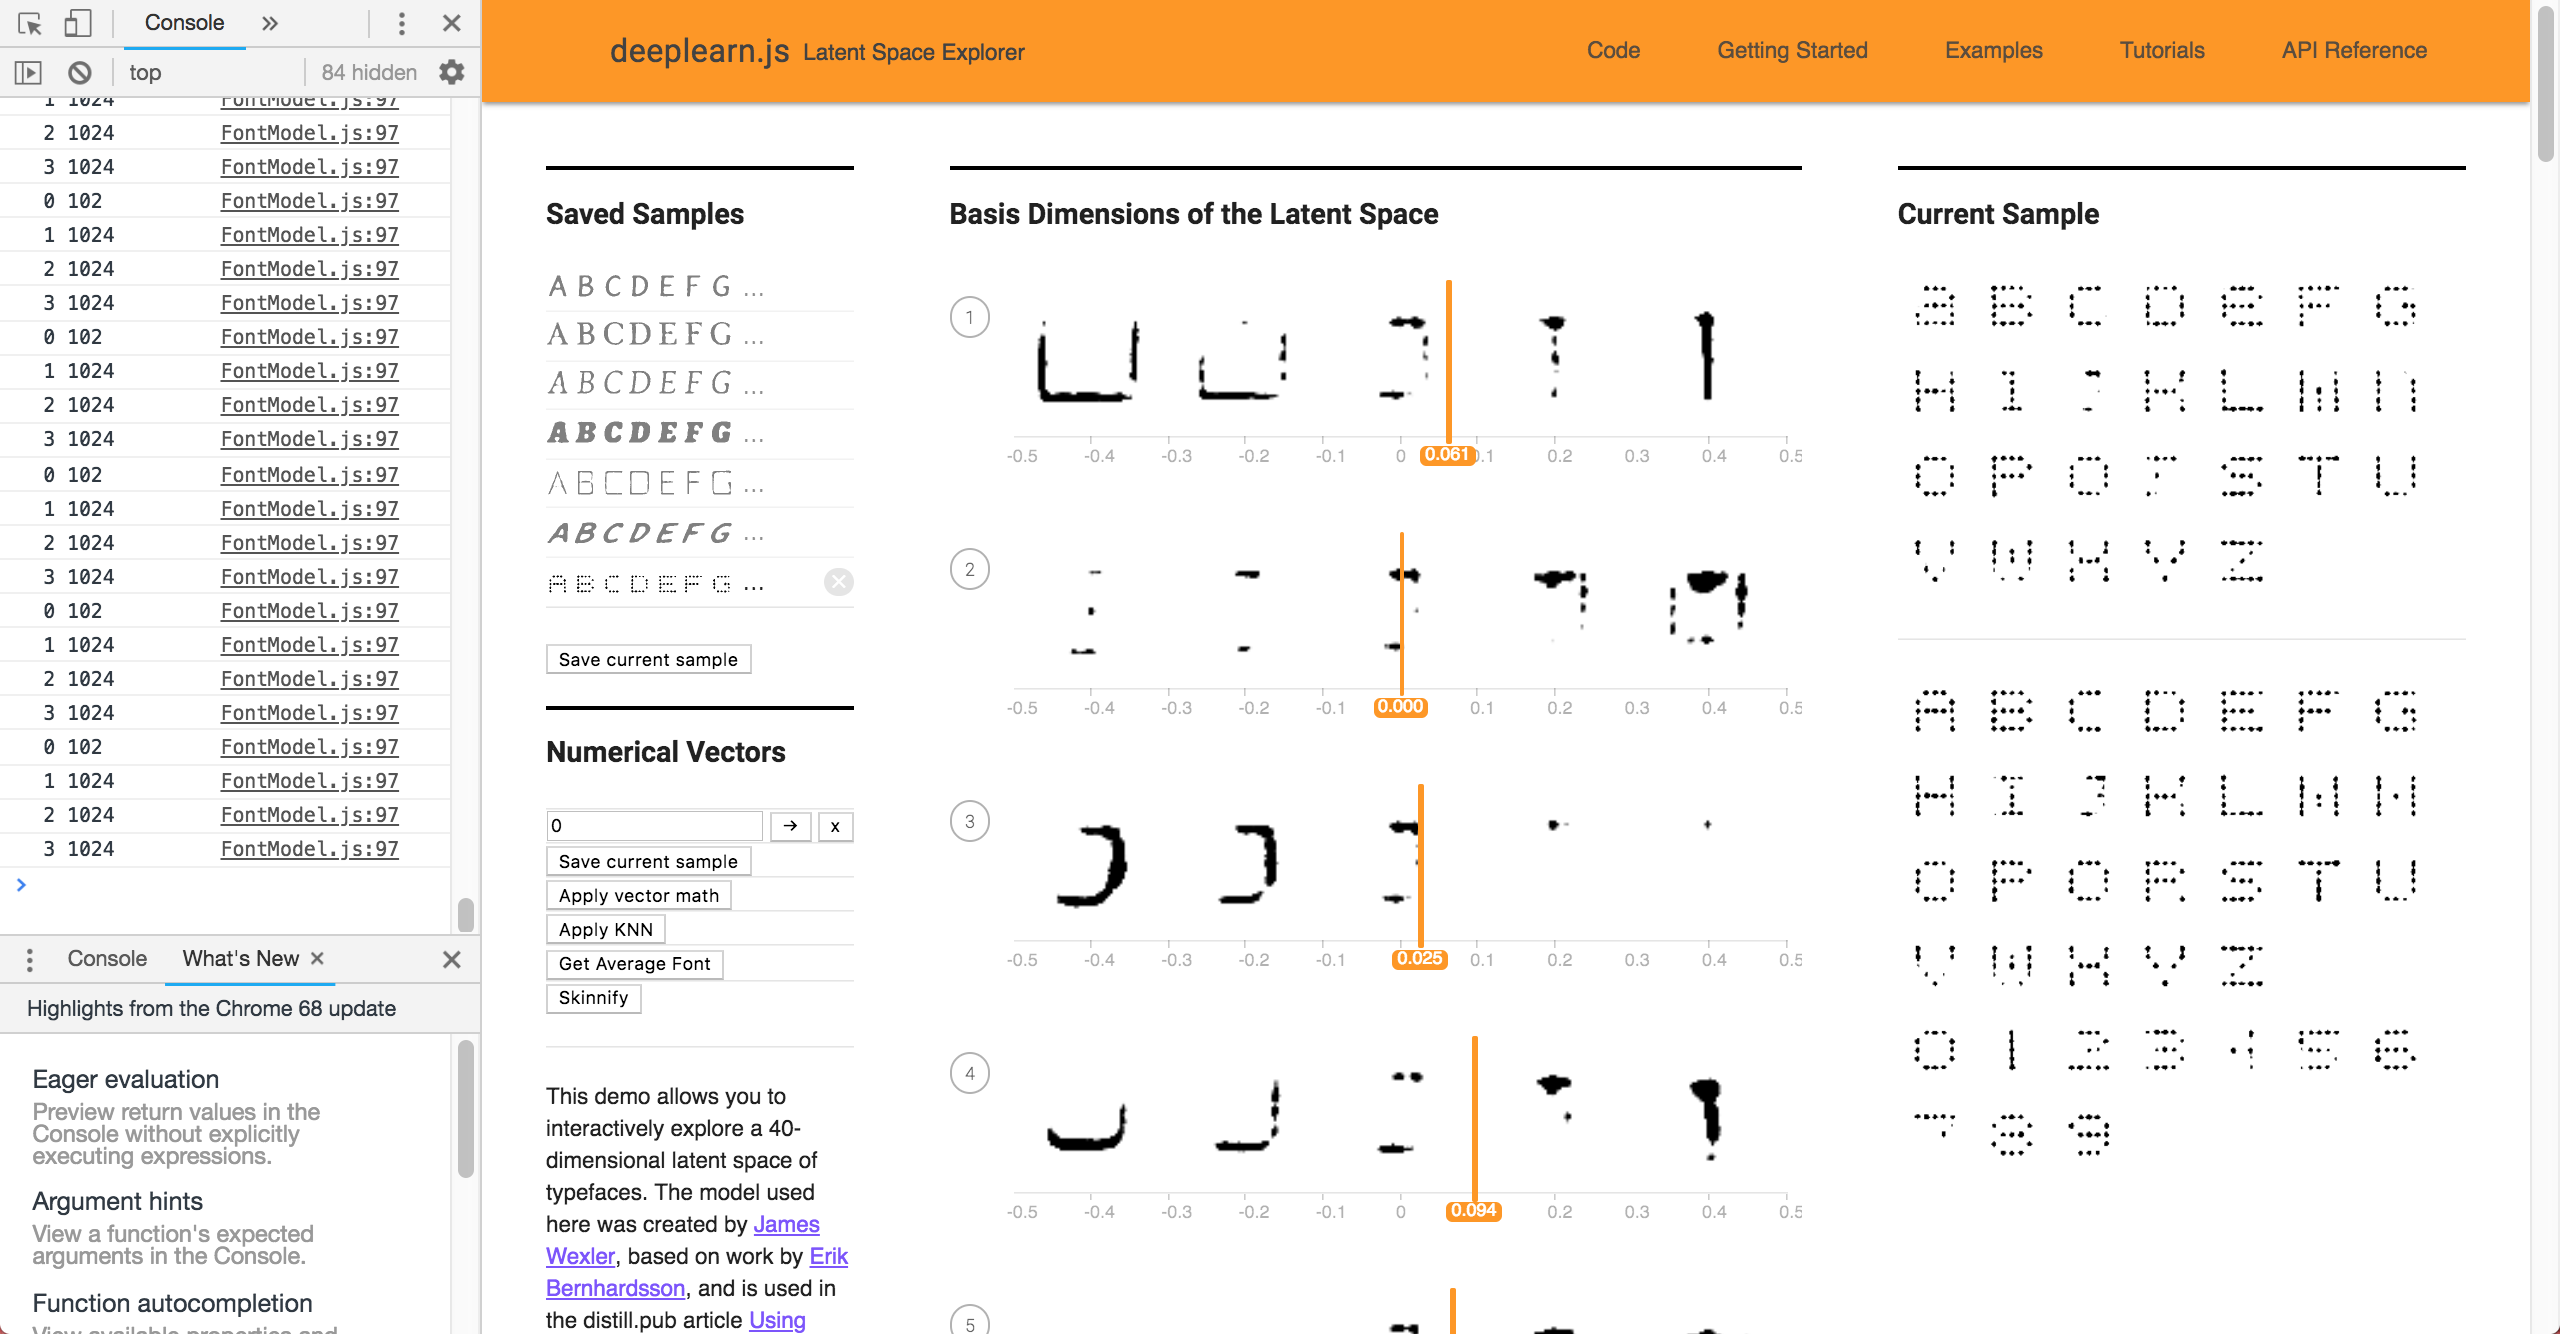 Console »
top 84 hidden
1 1024 FontModel.js:97
2 1024 FontModel.js:97
3 1024 FontModel.js:97
0 102 FontModel.js:97
1 1024 FontModel.js:97
2 1024 FontModel.js:97
3 1024 FontModel.js:97
0 102 FontModel.js:97
1 1024 FontModel.js:97
2 1024 FontModel.js:97
3 1024 FontModel.js:97
0 102 FontModel.js:97
1 1024 FontModel.js:97
2 1024 FontModel.js:97
3 1024 FontModel.js:97
0 102 FontModel.js:97
1 1024 FontModel.js:97
2 1024 FontModel.js:97
3 1024 FontModel.js:97
0 102 FontModel.js:97
1 1024 FontModel.js:97
2 1024 FontModel.js:97
3 1024 FontModel.js:97
Console What's New
Highlights from the Chrome 68 update
Eager evaluation
Preview return values in the
Console without explicitly
executing expressions.
Argument hints
View a function's expected
arguments in the Console.
Function autocompletion
View available properties and
deeplearn.js Latent Space Explorer
Code Getting Started Examples Tutorials API Reference
Saved Samples
A B C D E F G ...
A B C D E F G ...
A B C D E F G ...
A B C D E F G ...
A B C D E F G ...
A B C D E F G ...
A B C D E F G ...
Save current sample
Numerical Vectors
0 → x
Save current sample
Apply vector math
Apply KNN
Get Average Font
Skinnify
This demo allows you to
interactively explore a 40-
dimensional latent space of
typefaces. The model used
here was created by James
Wexler, based on work by Erik
Bernhardsson, and is used in
the distill.pub article Using
Basis Dimensions of the Latent Space
1
-0.5 -0.4 -0.3 -0.2 -0.1 0 0.061 0.1 0.2 0.3 0.4 0.5
2
-0.5 -0.4 -0.3 -0.2 -0.1 0.000 0.1 0.2 0.3 0.4 0.5
3
-0.5 -0.4 -0.3 -0.2 -0.1 0.025 0.1 0.2 0.3 0.4 0.5
4
-0.5 -0.4 -0.3 -0.2 -0.1 0 0.094 0.2 0.3 0.4 0.5
5
Current Sample
a B C D e F G
H I J K L M n
O P Q r S T U
V W X Y Z
A B C D E F G
H I J K L M N
O P Q R S T U
V W X Y Z
0 1 2 3 4 5 6
7 8 9